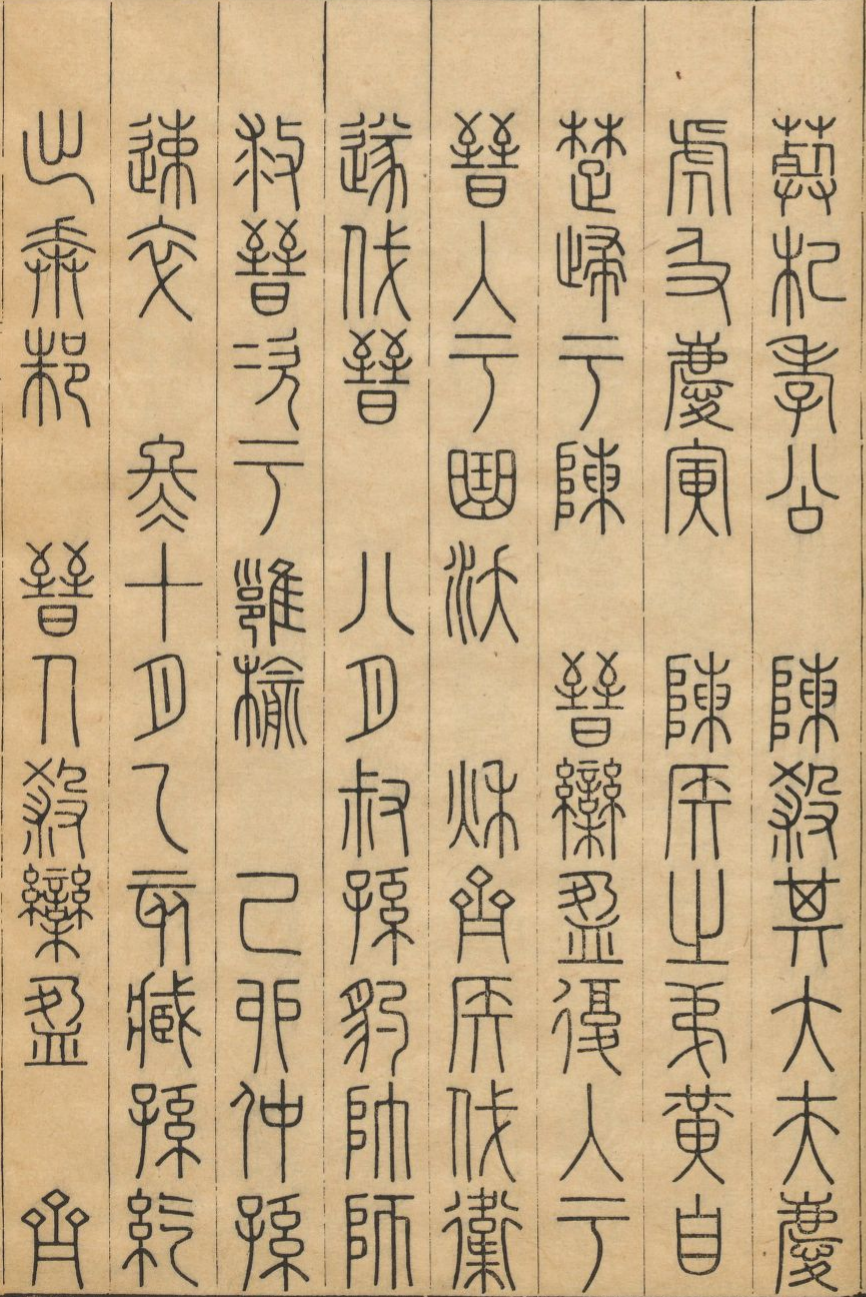 葬杞孝公　陳殺其大夫慶
虎及慶寅　陳侯之弟黃自
楚歸于陳　晉欒盈復入于
晉入于曲沃　秋齊侯伐衛
遂伐晉　八月叔孫豹帥師
救晉次于雝榆　己卯仲孫
速卒　冬十月乙亥臧孫紇
出奔邾　晉人殺欒盈　齊